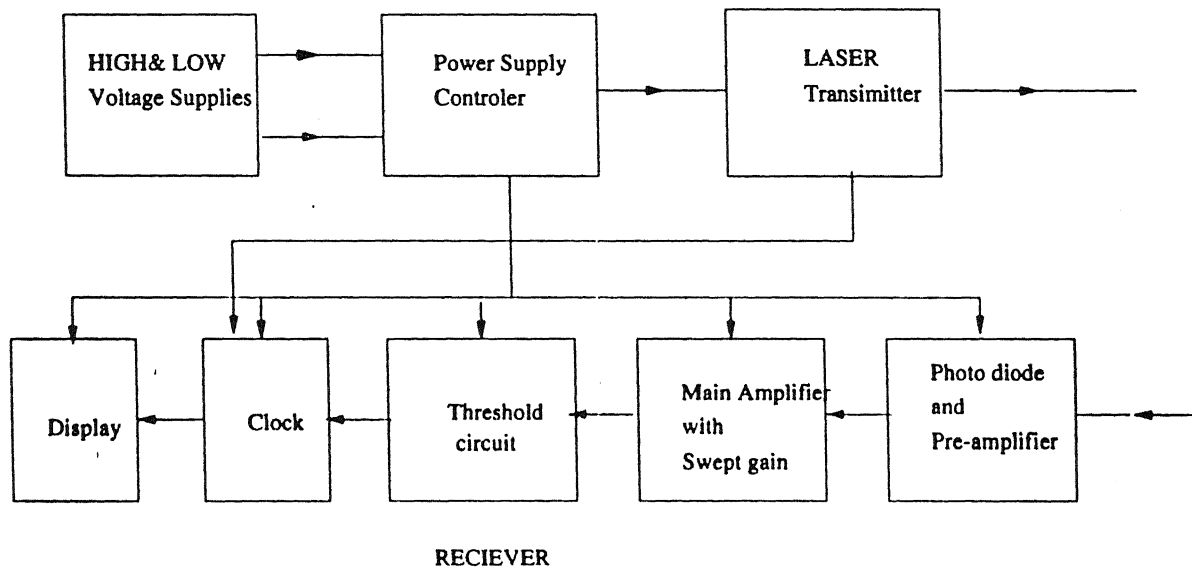 HIGH& LOW
Voltage Supplies
Power Supply
Controler
LASER
Transimitter
Display
Clock
Threshold
circuit
Main Amplifier
with
Swept gain
Photo diode
and
Pre-amplifier
RECIEVER